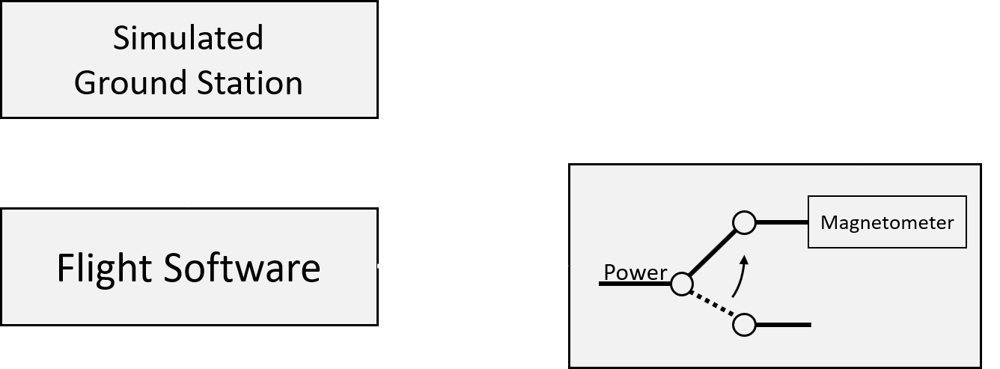 Simulated
Ground Station
Flight Software
Magnetometer
Power